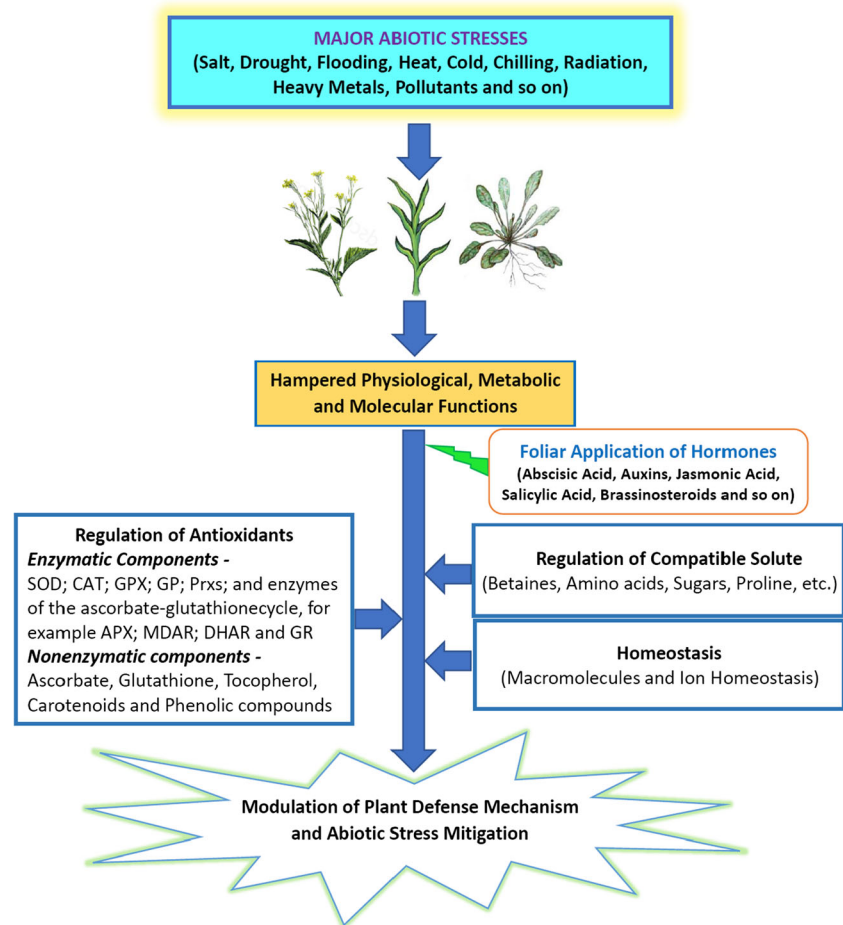 MAJOR ABIOTIC STRESSES
(Salt, Drought, Flooding, Heat, Cold, Chilling, Radiation,
Heavy Metals, Pollutants and so on)
Hampered Physiological, Metabolic
and Molecular Functions
Foliar Application of Hormones
(Abscisic Acid, Auxins, Jasmonic Acid,
Salicylic Acid, Brassinosteroids and so on)
Regulation of Antioxidants
Enzymatic Components -
SOD; CAT; GPX; GP; Prxs; and enzymes
of the ascorbate-glutathionecycle, for
example APX; MDAR; DHAR and GR
Nonenzymatic components -
Ascorbate, Glutathione, Tocopherol,
Carotenoids and Phenolic compounds
Regulation of Compatible Solute
(Betaines, Amino acids, Sugars, Proline, etc.)
Homeostasis
(Macromolecules and Ion Homeostasis)
Modulation of Plant Defense Mechanism
and Abiotic Stress Mitigation